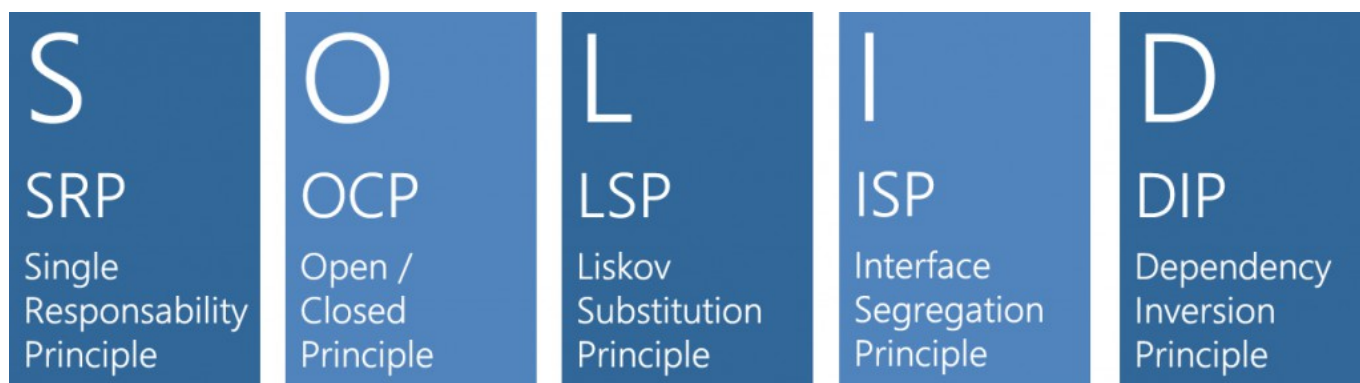 S
SRP
Single
Responsability
Principle
O
OCP
Open /
Closed
Principle
L
LSP
Liskov
Substitution
Principle
I
ISP
Interface
Segregation
Principle
D
DIP
Dependency
Inversion
Principle